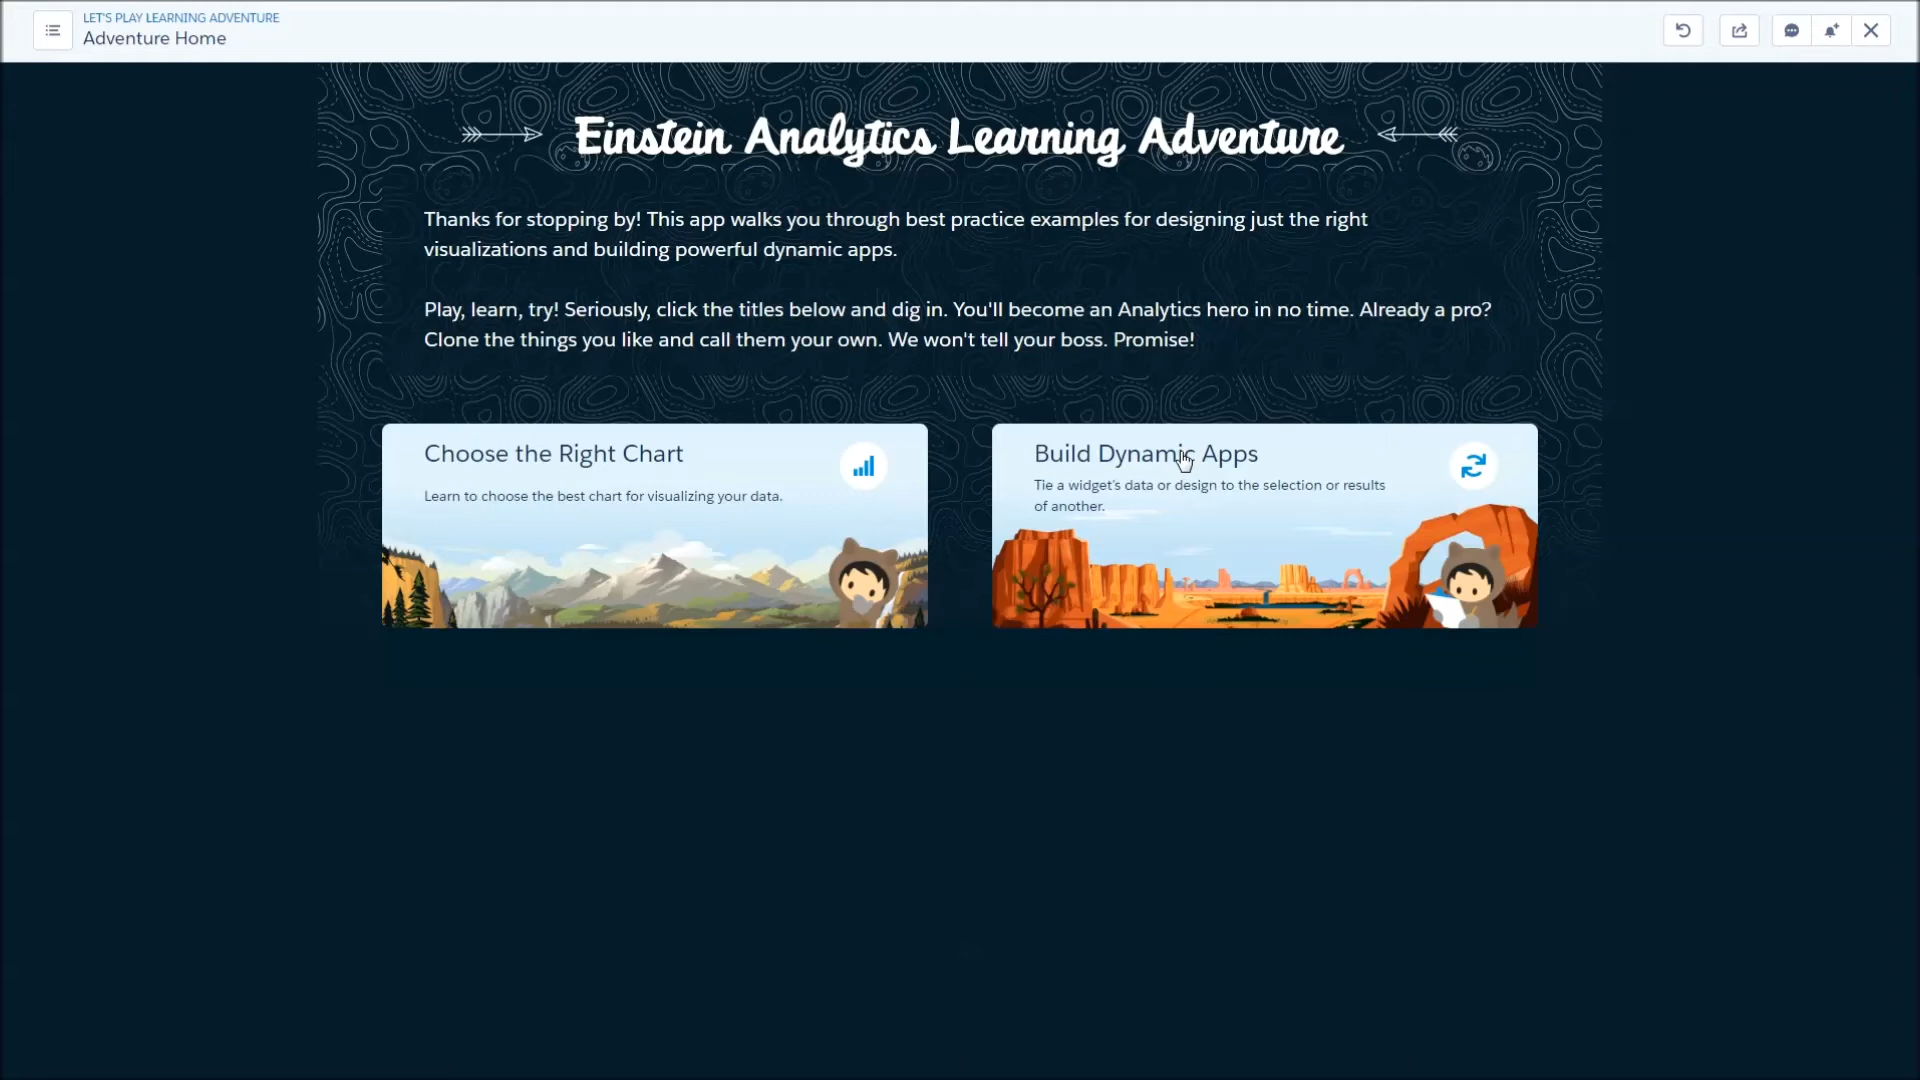 LET'S PLAY LEARNING ADVENTURE
Adventure Home
Einstein Analytics Learning Adventure
Thanks for stopping by! This app walks you through best practice examples for designing just the right
visualizations and building powerful dynamic apps.
Play, learn, try! Seriously, click the titles below and dig in. You'll become an Analytics hero in no time. Already a pro?
Clone the things you like and call them your own. We won't tell your boss. Promise!
Choose the Right Chart
Learn to choose the best chart for visualizing your data.
Build Dynamic Apps
Tie a widget's data or design to the selection or results
of another.